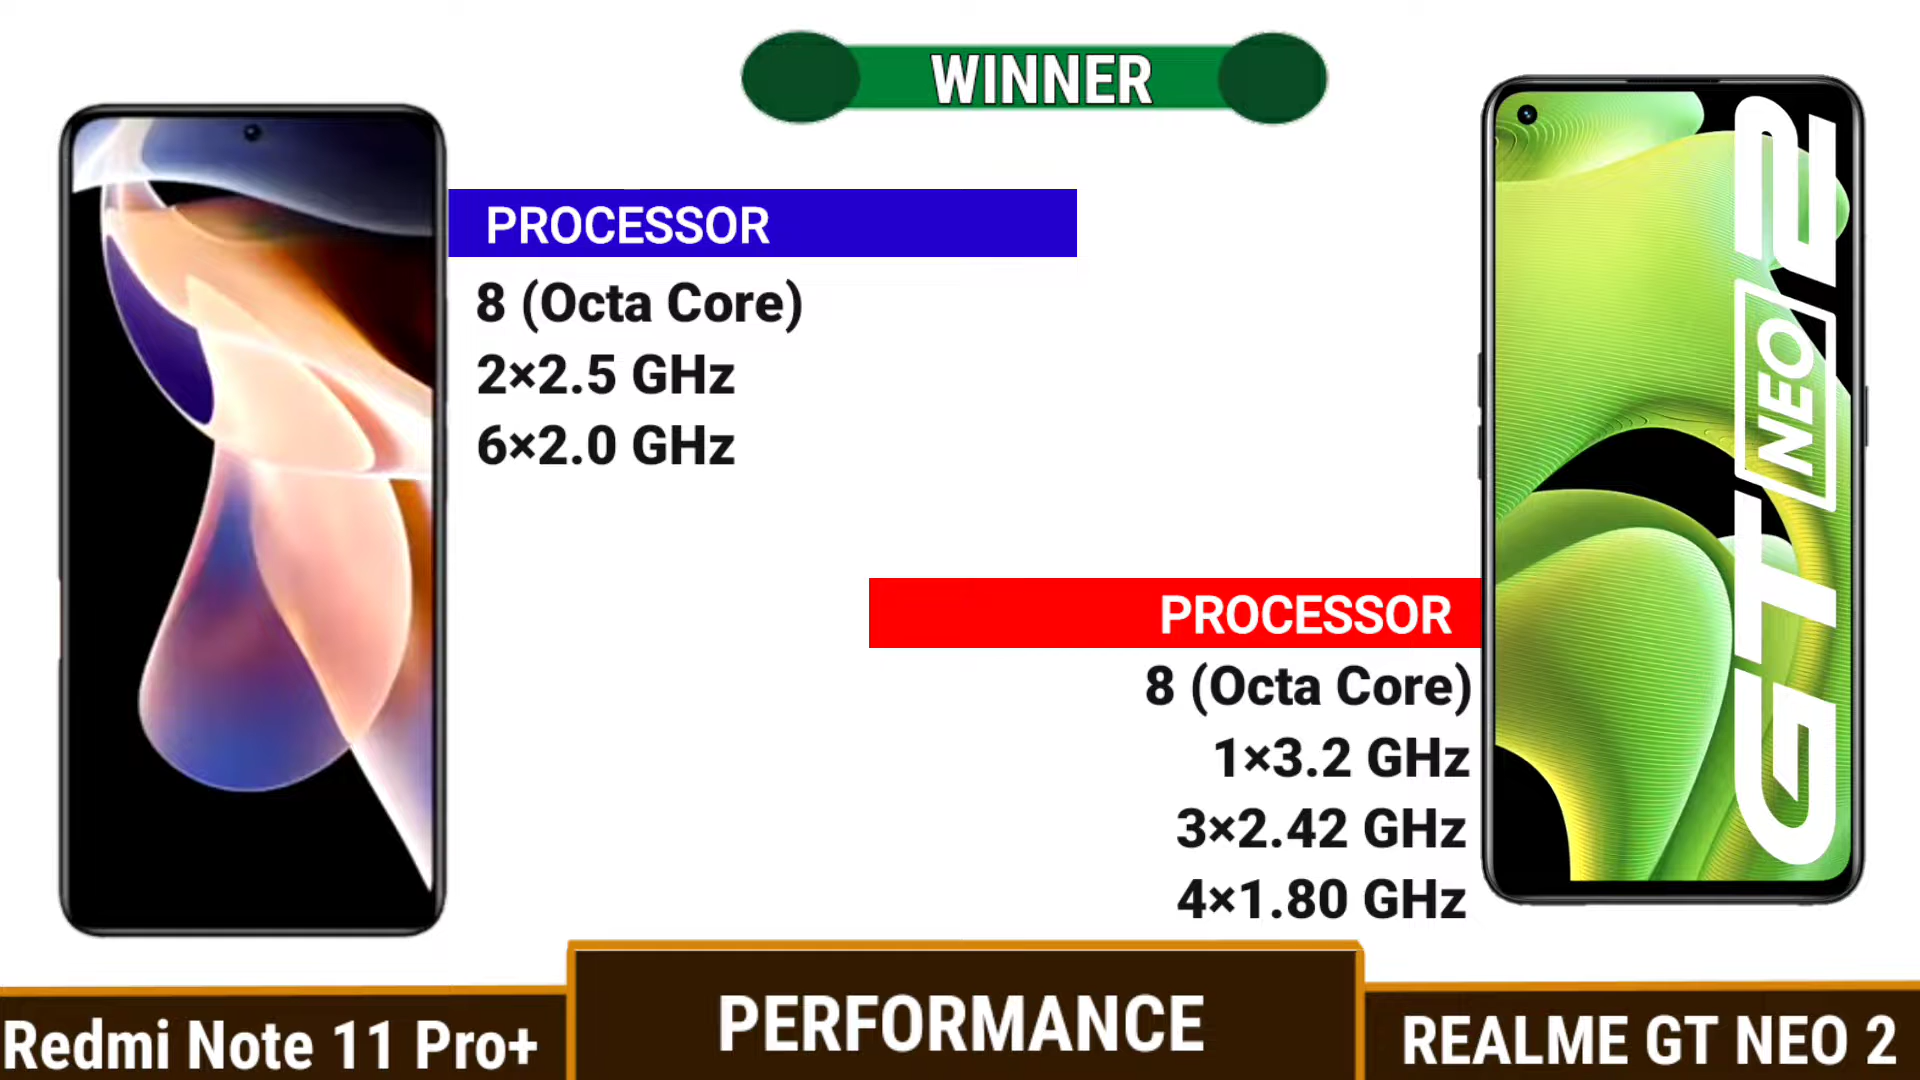 WINNER
PROCESSOR
8 (Octa Core)
2×2.5 GHz
6×2.0 GHz
PROCESSOR
8 (Octa Core)
1×3.2 GHz
3×2.42 GHz
4×1.80 GHz
GT NEO 2
Redmi Note 11 Pro+
PERFORMANCE
REALME GT NEO 2